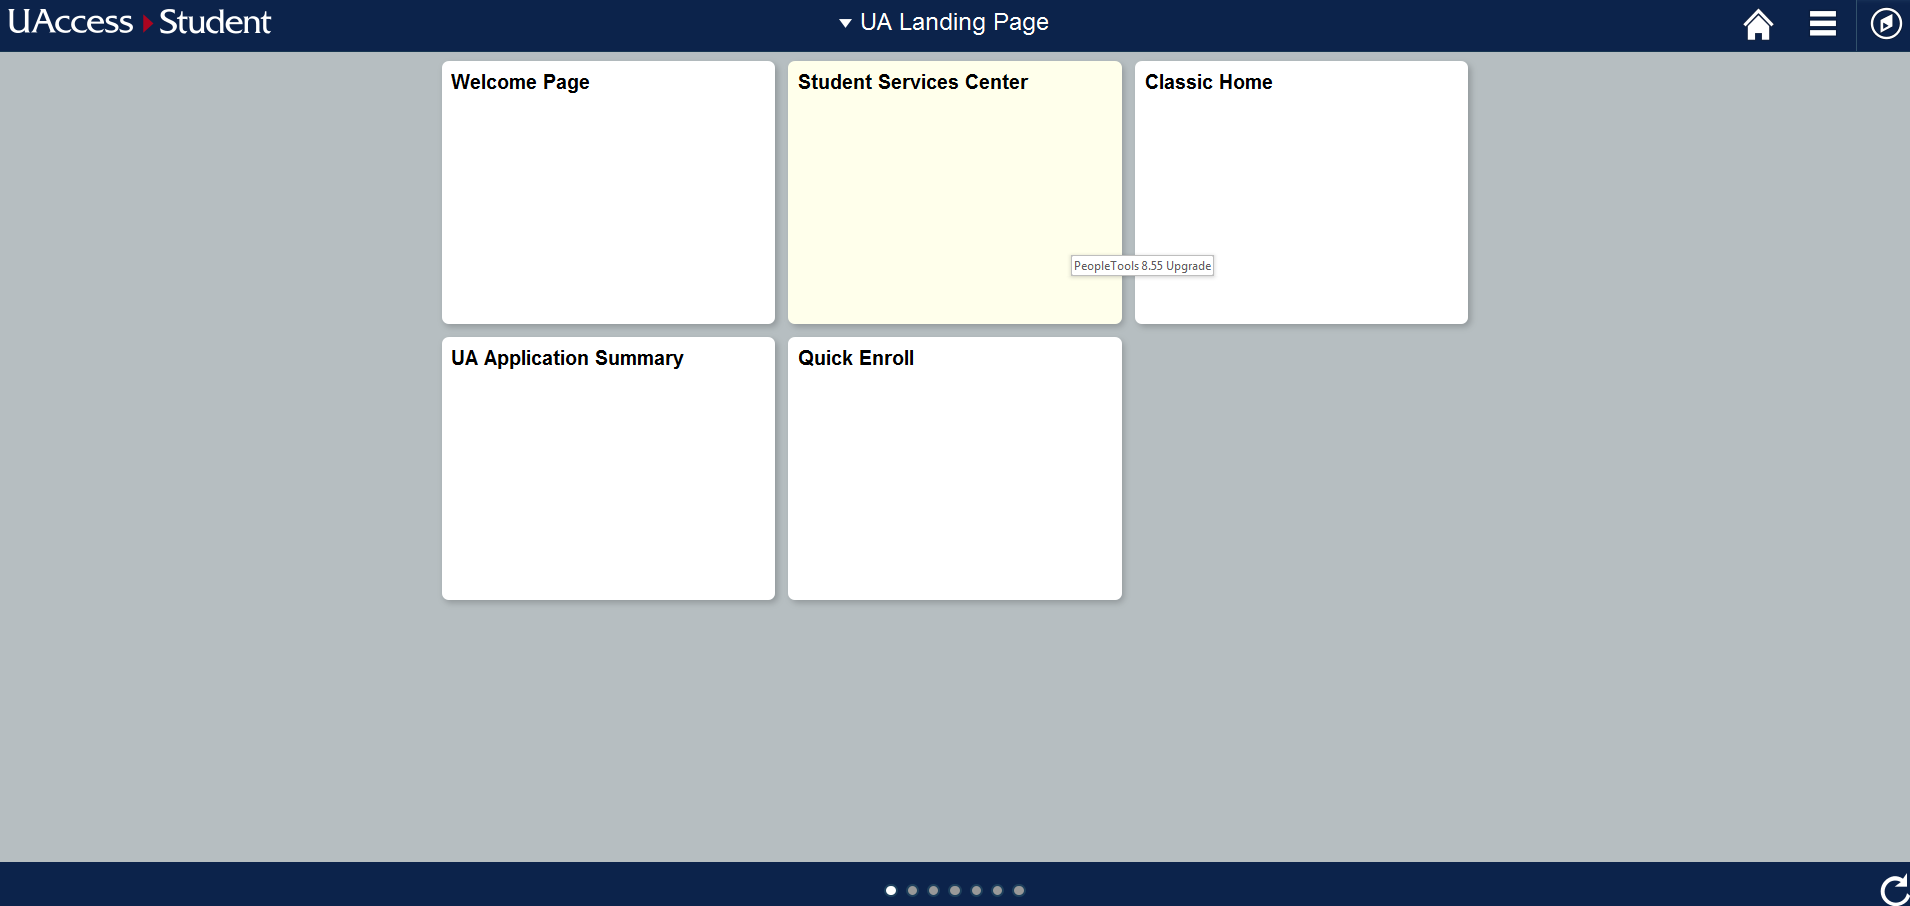 UAccess Student
UA Landing Page
Welcome Page
Student Services Center
Classic Home
PeopleTools 8.55 Upgrade
UA Application Summary
Quick Enroll